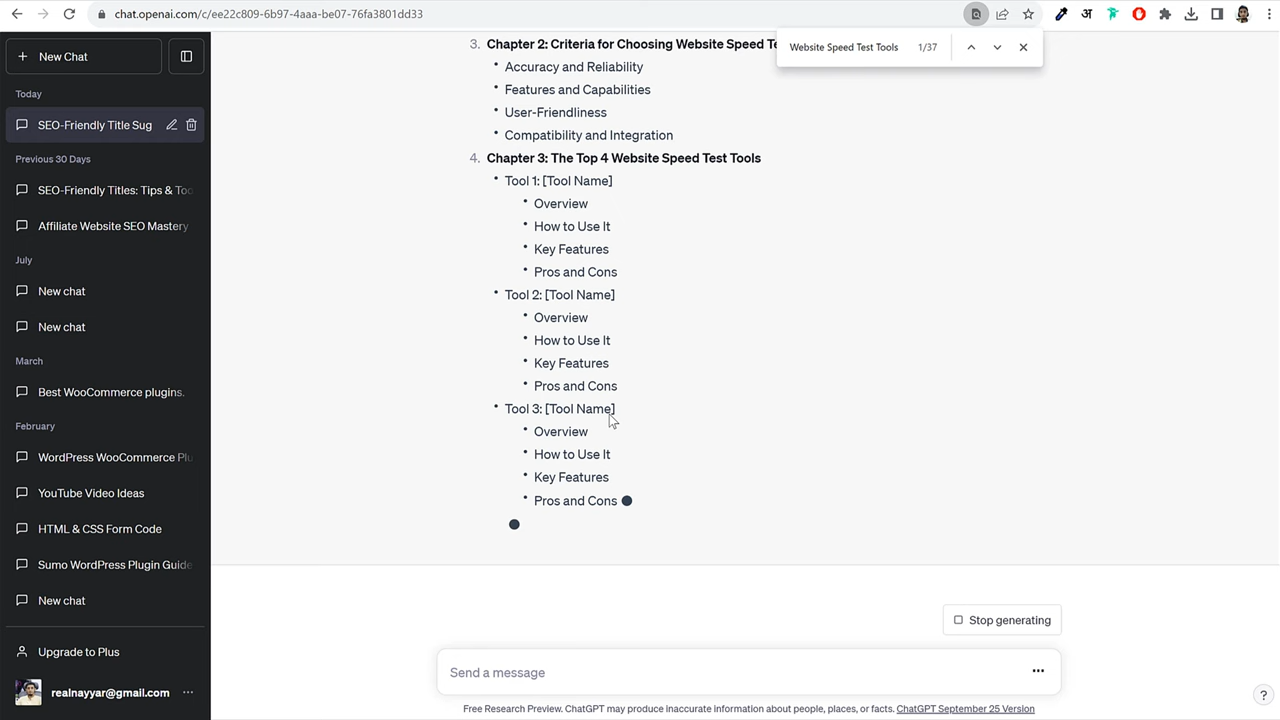 chat.openai.com/c/ee22c809-6b97-4aaa-be07-76fa3801dd33
अ
Website Speed Test Tools 1/37
New Chat
Today
SEO-Friendly Title Sug
Previous 30 Days
SEO-Friendly Titles: Tips & Too
Affiliate Website SEO Mastery
July
New chat
New chat
March
Best WooCommerce plugins.
February
WordPress WooCommerce Plu
YouTube Video Ideas
HTML & CSS Form Code
Sumo WordPress Plugin Guide
New chat
Upgrade to Plus
realnayyar@gmail.com
3. Chapter 2: Criteria for Choosing Website Speed Te
• Accuracy and Reliability
• Features and Capabilities
• User-Friendliness
• Compatibility and Integration
4. Chapter 3: The Top 4 Website Speed Test Tools
• Tool 1: [Tool Name]
• Overview
• How to Use It
• Key Features
• Pros and Cons
• Tool 2: [Tool Name]
• Overview
• How to Use It
• Key Features
• Pros and Cons
• Tool 3: [Tool Name]
• Overview
• How to Use It
• Key Features
• Pros and Cons
Stop generating
Send a message
Free Research Preview. ChatGPT may produce inaccurate information about people, places, or facts. ChatGPT September 25 Version
?